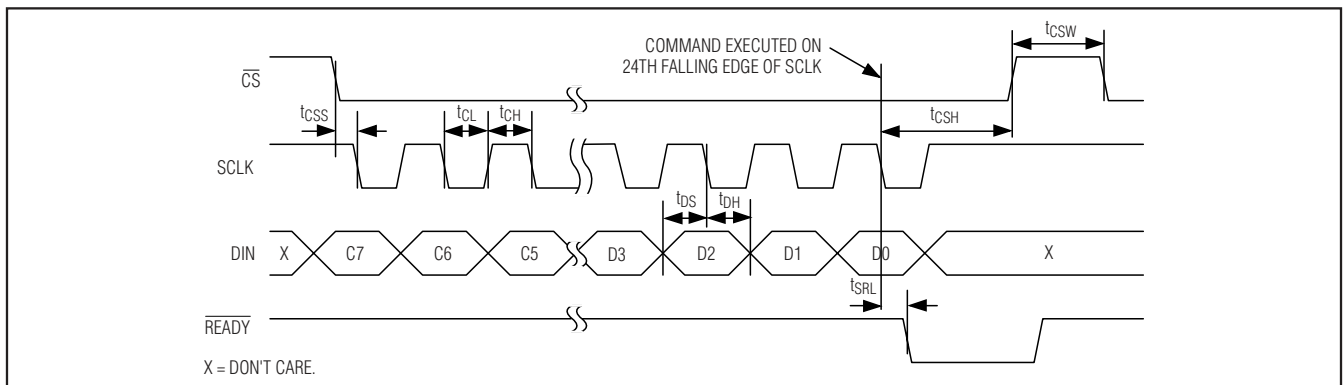 COMMAND EXECUTED ON
24TH FALLING EDGE OF SCLK
tCSW
CS
tCSS
tCL
tCH
tCSH
SCLK
tDS
tDH
DIN
X
C7
C6
C5
D3
D2
D1
D0
X
tSRL
READY
X = DON'T CARE.